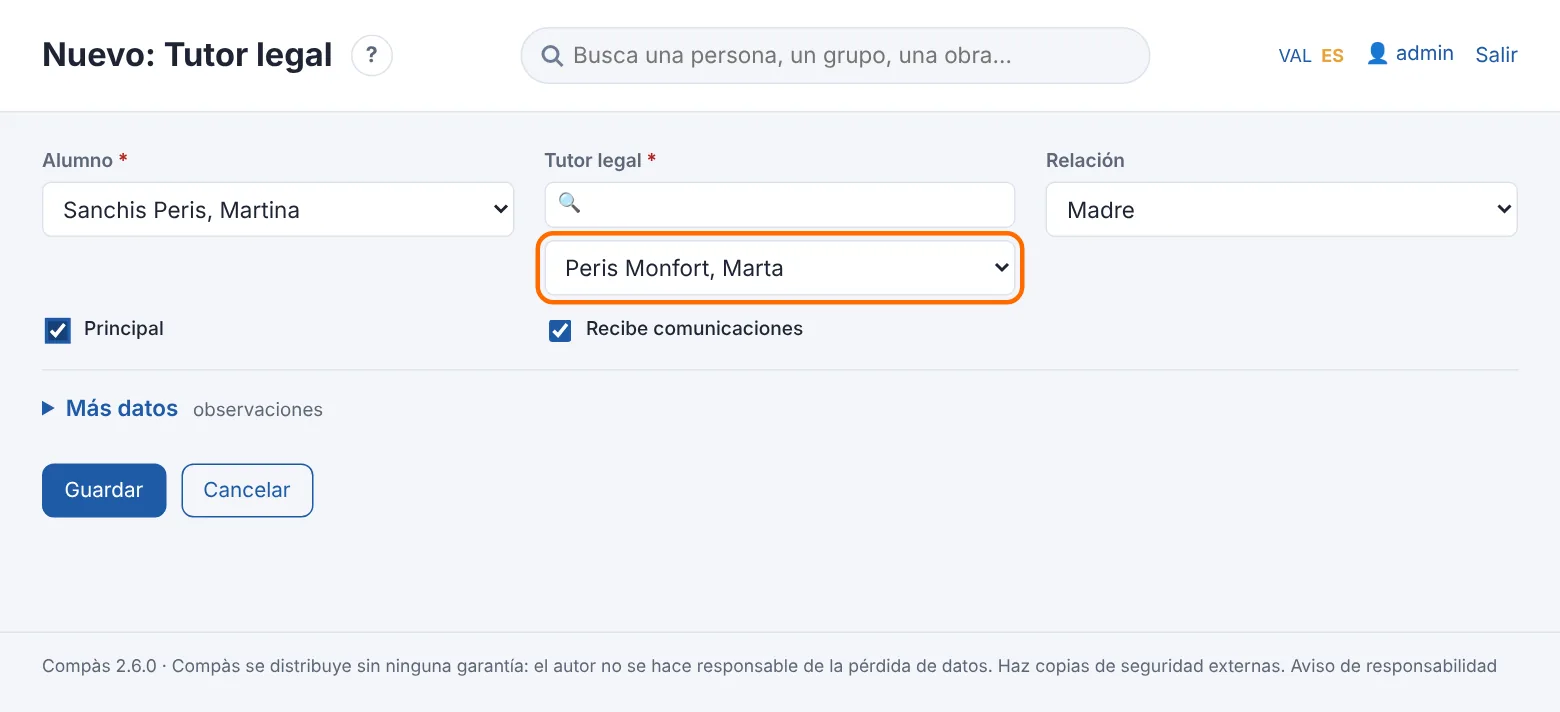 Nuevo: Tutor legal ?
Busca una persona, un grupo, una obra...
VAL ES admin Salir
Alumno * Tutor legal * Relación
Sanchis Peris, Martina
Madre
Peris Monfort, Marta
Principal Recibe comunicaciones
Más datos observaciones
Guardar Cancelar
Compàs 2.6.0 · Compàs se distribuye sin ninguna garantía: el autor no se hace responsable de la pérdida de datos. Haz copias de seguridad externas. Aviso de responsabilidad